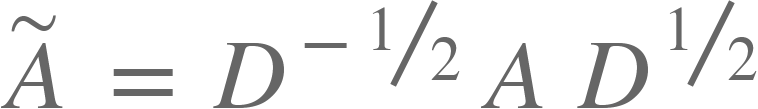 Ã = D^{-1/2} A D^{1/2}